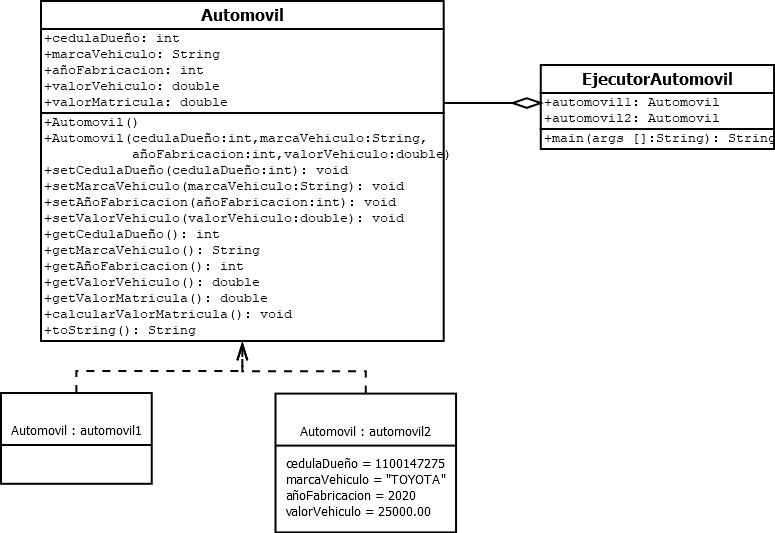 Automovil
+cedulaDueño: int
+marcaVehiculo: String
+añoFabricacion: int
+valorVehiculo: double
+valorMatricula: double
+Automovil()
+Automovil(cedulaDueño:int,marcaVehiculo:String,
añoFabricacion:int,valorVehiculo:double)
+setCedulaDueño(cedulaDueño:int): void
+setMarcaVehiculo(marcaVehiculo:String): void
+setAñoFabricacion(añoFabricacion:int): void
+setValorVehiculo(valorVehiculo:double): void
+getCedulaDueño(): int
+getMarcaVehiculo(): String
+getAñoFabricacion(): int
+getValorVehiculo(): double
+getValorMatricula(): double
+calcularValorMatricula(): void
+toString(): String
EjecutorAutomovil
+automovil1: Automovil
+automovil2: Automovil
+main(args []:String): String
Automovil : automovil1
Automovil : automovil2
cedulaDueño = 1100147275
marcaVehiculo = "TOYOTA"
añoFabricacion = 2020
valorVehiculo = 25000.00